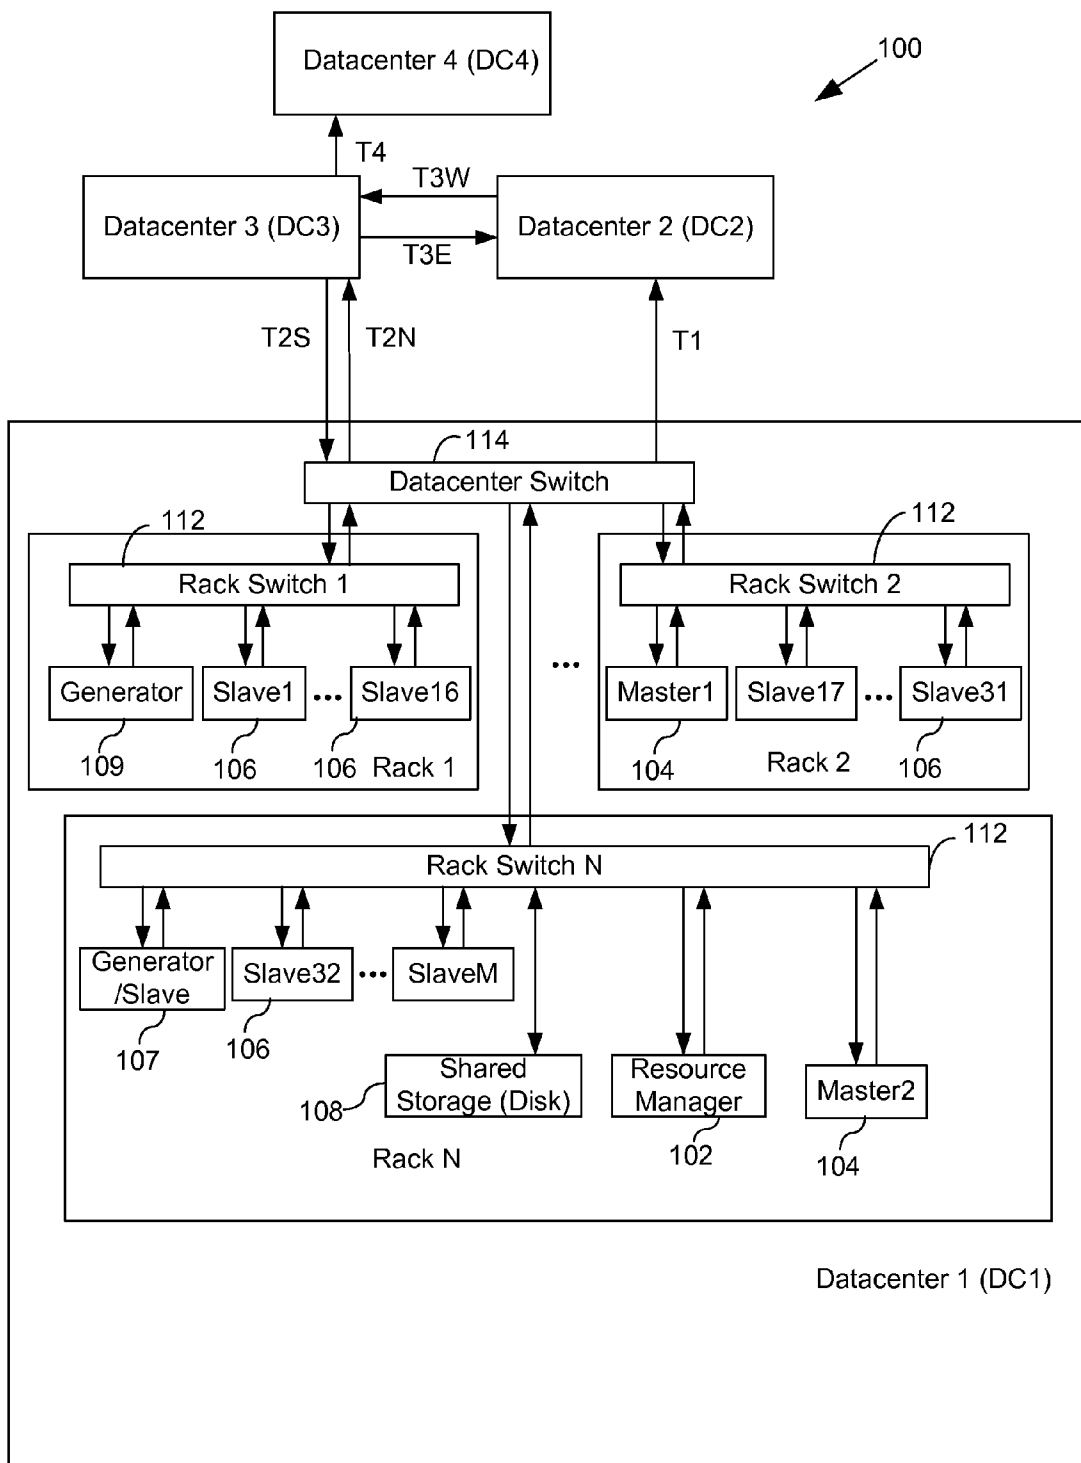 Datacenter 4 (DC4)
100
T4
T3W
Datacenter 3 (DC3)
Datacenter 2 (DC2)
T3E
T2S
T2N
T1
114
Datacenter Switch
112
112
Rack Switch 1
Rack Switch 2
Generator
Slave1
...
Slave16
...
Master1
Slave17
...
Slave31
109
106
106
Rack 1
104
Rack 2
106
112
Rack Switch N
Generator
/Slave
Slave32
...
SlaveM
107
106
Shared
Storage (Disk)
108
Resource
Manager
102
Master2
104
Rack N
Datacenter 1 (DC1)